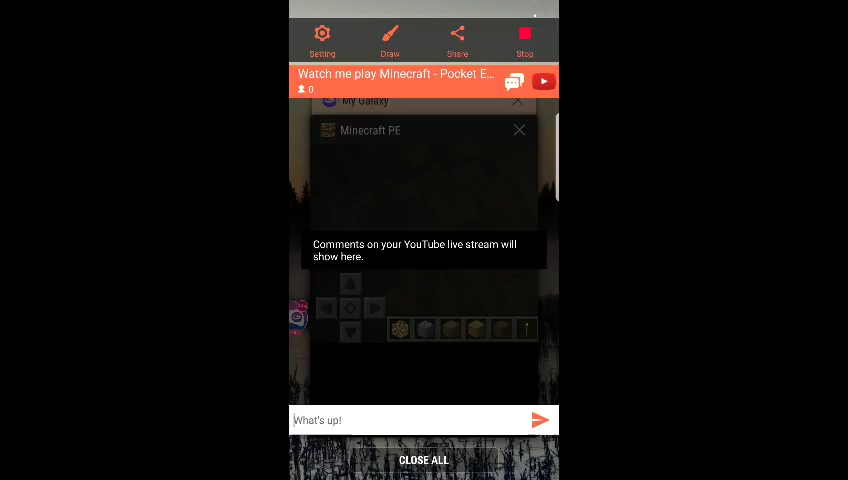 Setting Draw Share Stop
Watch me play Minecraft - Pocket E...
0
My Galaxy
Minecraft PE
Comments on your YouTube live stream will
show here.
What's up!
CLOSE ALL